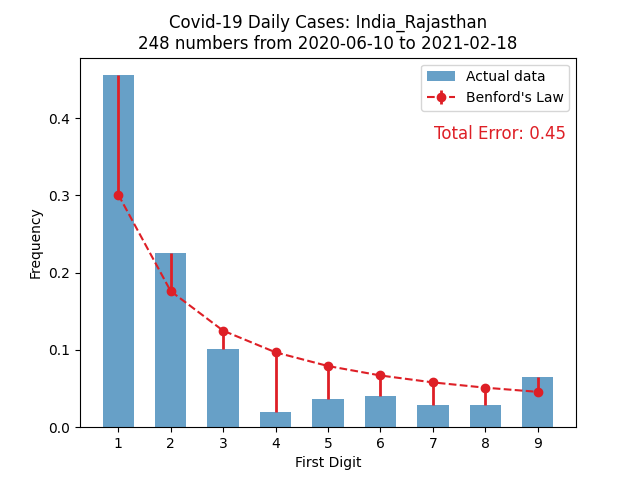 Covid-19 Daily Cases: India_Rajasthan
248 numbers from 2020-06-10 to 2021-02-18
Actual data
Benford's Law
Total Error: 0.45
Frequency
0.4
0.3
0.2
0.1
0.0
1 2 3 4 5 6 7 8 9
First Digit